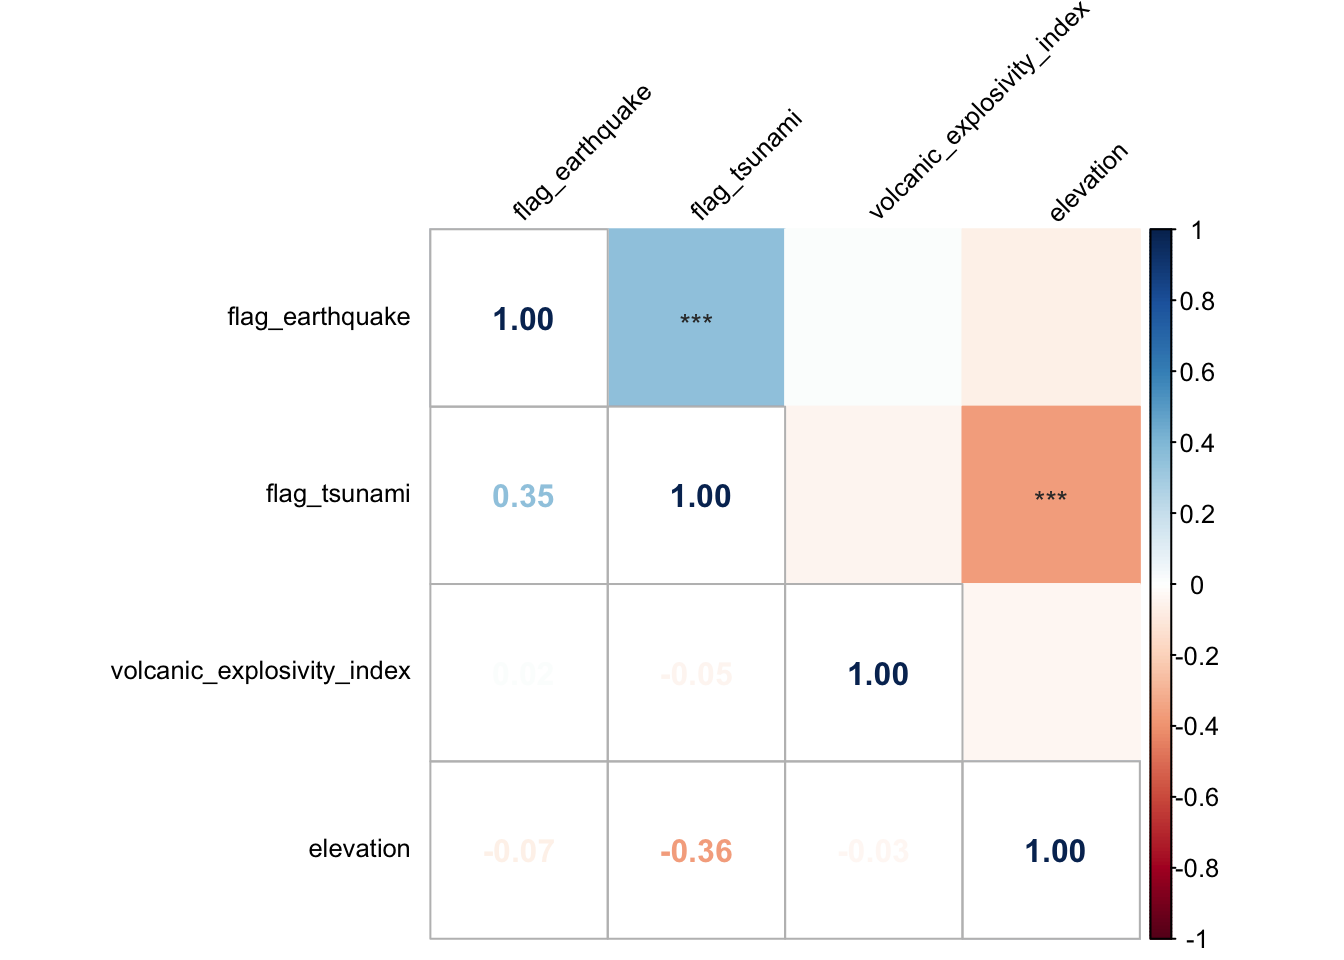 flag_earthquake
flag_tsunami
volcanic_explosivity_index
elevation
flag_earthquake 1.00 ***
flag_tsunami 0.35 1.00 ***
volcanic_explosivity_index 0.02 -0.05 1.00
elevation -0.07 -0.36 -0.03 1.00
1
0.8
0.6
0.4
0.2
0
-0.2
-0.4
-0.6
-0.8
-1